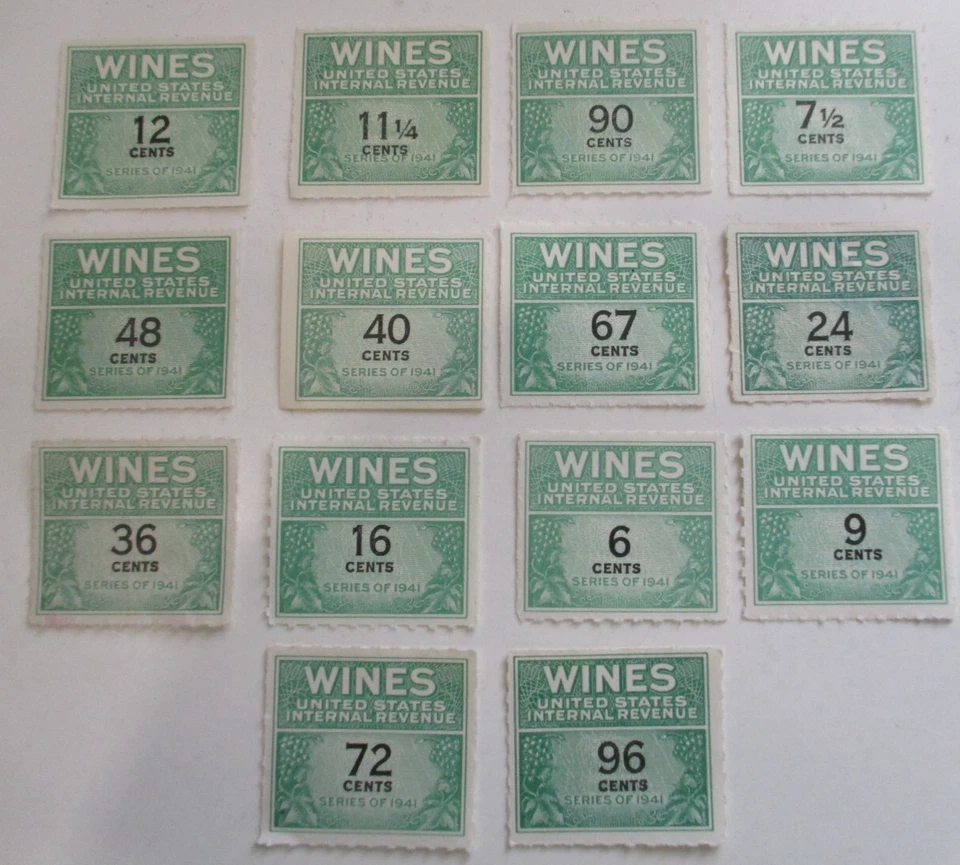 WINES
UNITED STATES
INTERNAL REVENUE
12
CENTS
SERIES OF 1941
WINES
UNITED STATES
INTERNAL REVENUE
11 1/4
CENTS
SERIES OF 1941
WINES
UNITED STATES
INTERNAL REVENUE
90
CENTS
SERIES OF 1941
WINES
UNITED STATES
INTERNAL REVENUE
7 1/2
CENTS
SERIES OF 1941
WINES
UNITED STATES
INTERNAL REVENUE
48
CENTS
SERIES OF 1941
WINES
UNITED STATES
INTERNAL REVENUE
40
CENTS
SERIES OF 1941
WINES
UNITED STATES
INTERNAL REVENUE
67
CENTS
SERIES OF 1941
WINES
UNITED STATES
INTERNAL REVENUE
24
CENTS
SERIES OF 1941
WINES
UNITED STATES
INTERNAL REVENUE
36
CENTS
SERIES OF 1941
WINES
UNITED STATES
INTERNAL REVENUE
16
CENTS
SERIES OF 1941
WINES
UNITED STATES
INTERNAL REVENUE
6
CENTS
SERIES OF 1941
WINES
UNITED STATES
INTERNAL REVENUE
9
CENTS
SERIES OF 1941
WINES
UNITED STATES
INTERNAL REVENUE
72
CENTS
SERIES OF 1941
WINES
UNITED STATES
INTERNAL REVENUE
96
CENTS
SERIES OF 1941